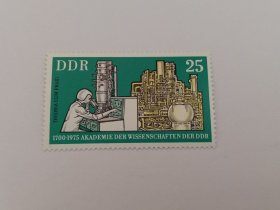 DDR 25
1700-1975 AKADEMIE DER WISSENSCHAFTEN DER DDR